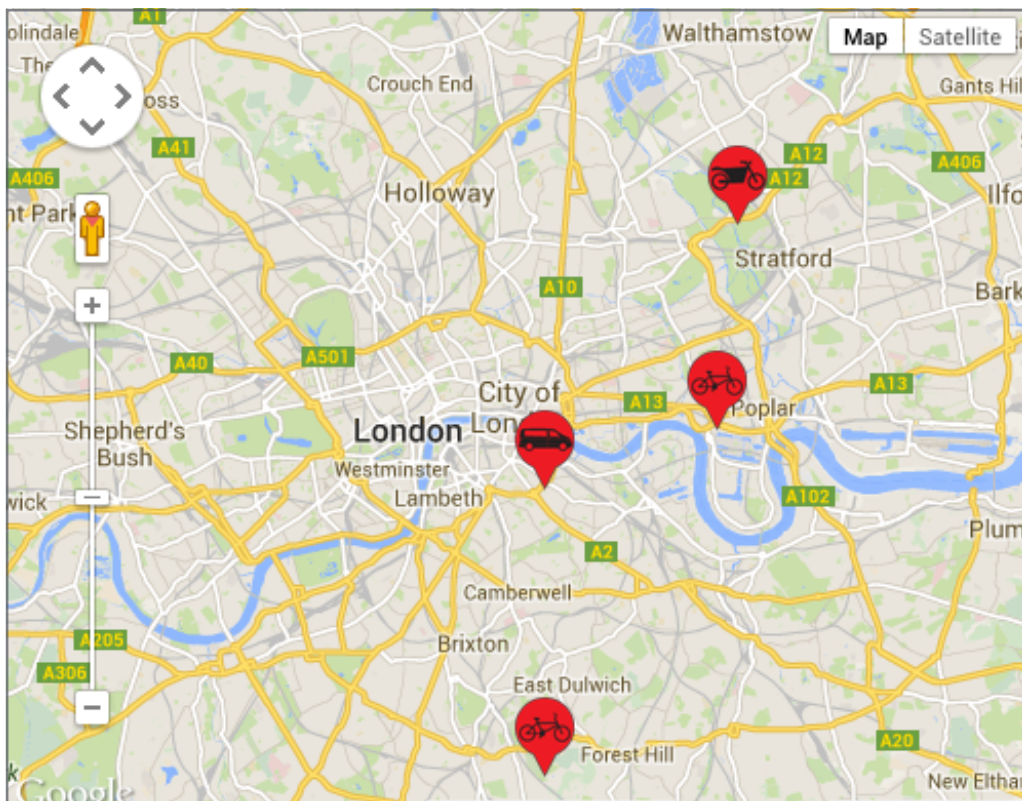 A1
Walthamstow
Map
Satellite
olindale
The
Crouch End
Gants Hil
oss
A41
A12
A406
A406
A12
Holloway
Ilfo
nt Park
Stratford
A10
Bark
A501
A40
City of
A13
A13
Poplar
Shepherd's
Bush
London
Lon
Westminster
Lambeth
wick
A102
Plum
A2
Camberwell
A205
Brixton
A306
East Dulwich
A20
Forest Hill
k
Google
New Eltha